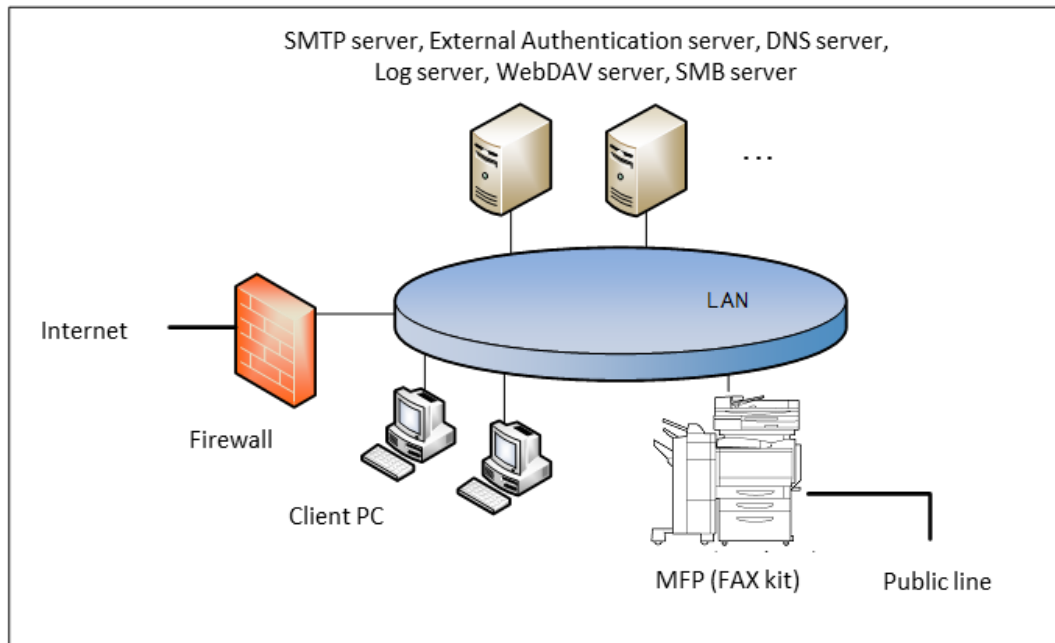 SMTP server, External Authentication server, DNS server,
Log server, WebDAV server, SMB server
...
LAN
Internet
Firewall
Client PC
MFP (FAX kit)
Public line